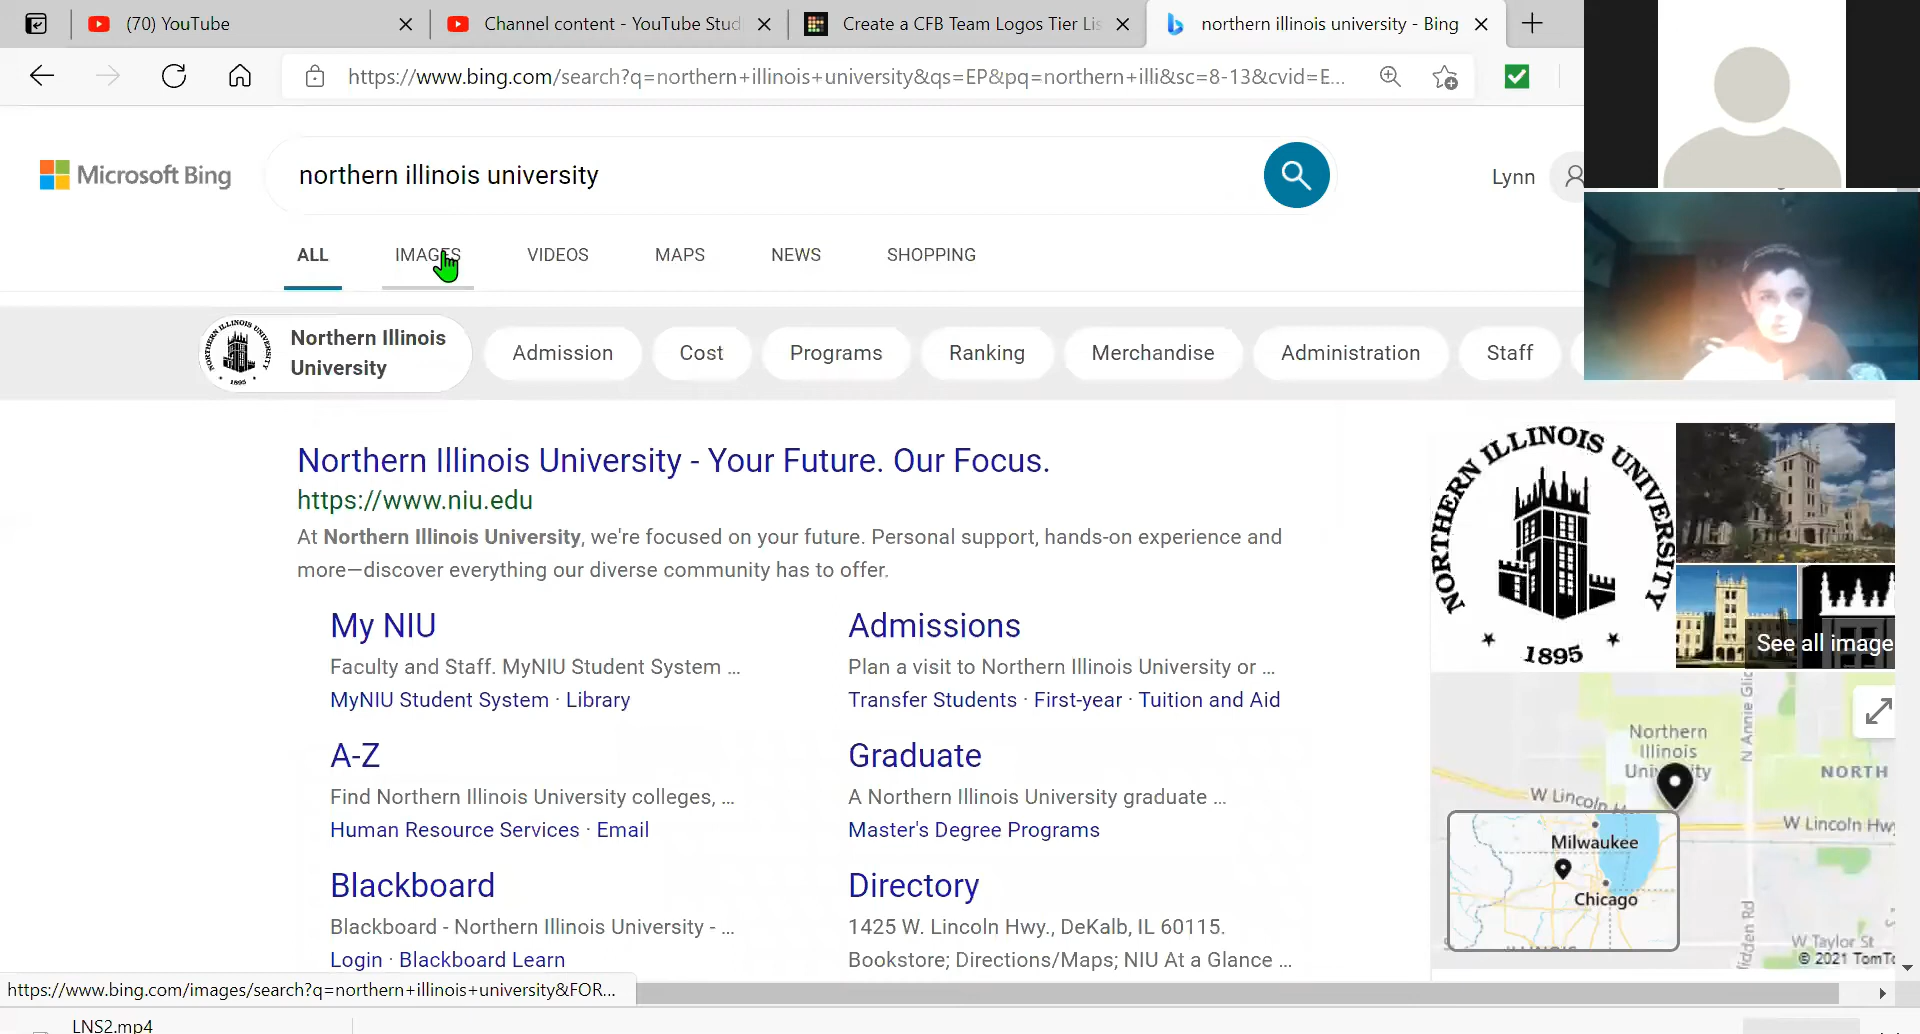 (70) YouTube
Channel content - YouTube Stud
Create a CFB Team Logos Tier Lis
northern illinois university - Bing
https://www.bing.com/search?q=northern+illinois+university&qs=EP&pq=northern+illi&sc=8-13&cvid=E...
Microsoft Bing
northern illinois university
Lynn
ALL
IMAGES
VIDEOS
MAPS
NEWS
SHOPPING
NORTHERN ILLINOIS UNIVERSITY
1895
Northern Illinois
University
Admission
Cost
Programs
Ranking
Merchandise
Administration
Staff
Northern Illinois University - Your Future. Our Focus.
https://www.niu.edu
At Northern Illinois University, we're focused on your future. Personal support, hands-on experience and
more—discover everything our diverse community has to offer.
My NIU
Faculty and Staff. MyNIU Student System ...
MyNIU Student System · Library
Admissions
Plan a visit to Northern Illinois University or ...
Transfer Students · First-year · Tuition and Aid
A-Z
Find Northern Illinois University colleges, ...
Human Resource Services · Email
Graduate
A Northern Illinois University graduate ...
Master's Degree Programs
Blackboard
Blackboard - Northern Illinois University - ...
Login · Blackboard Learn
Directory
1425 W. Lincoln Hwy., DeKalb, IL 60115.
Bookstore; Directions/Maps; NIU At a Glance ...
NORTHERN ILLINOIS UNIVERSITY
1895
See all image
Northern
Illinois
University
N Annie Glid
NORTH
W Lincoln H
W Lincoln Hwy
Milwaukee
Chicago
W Taylor St
© 2021 TomTo
https://www.bing.com/images/search?q=northern+illinois+university&FOR...
LNS2.mp4